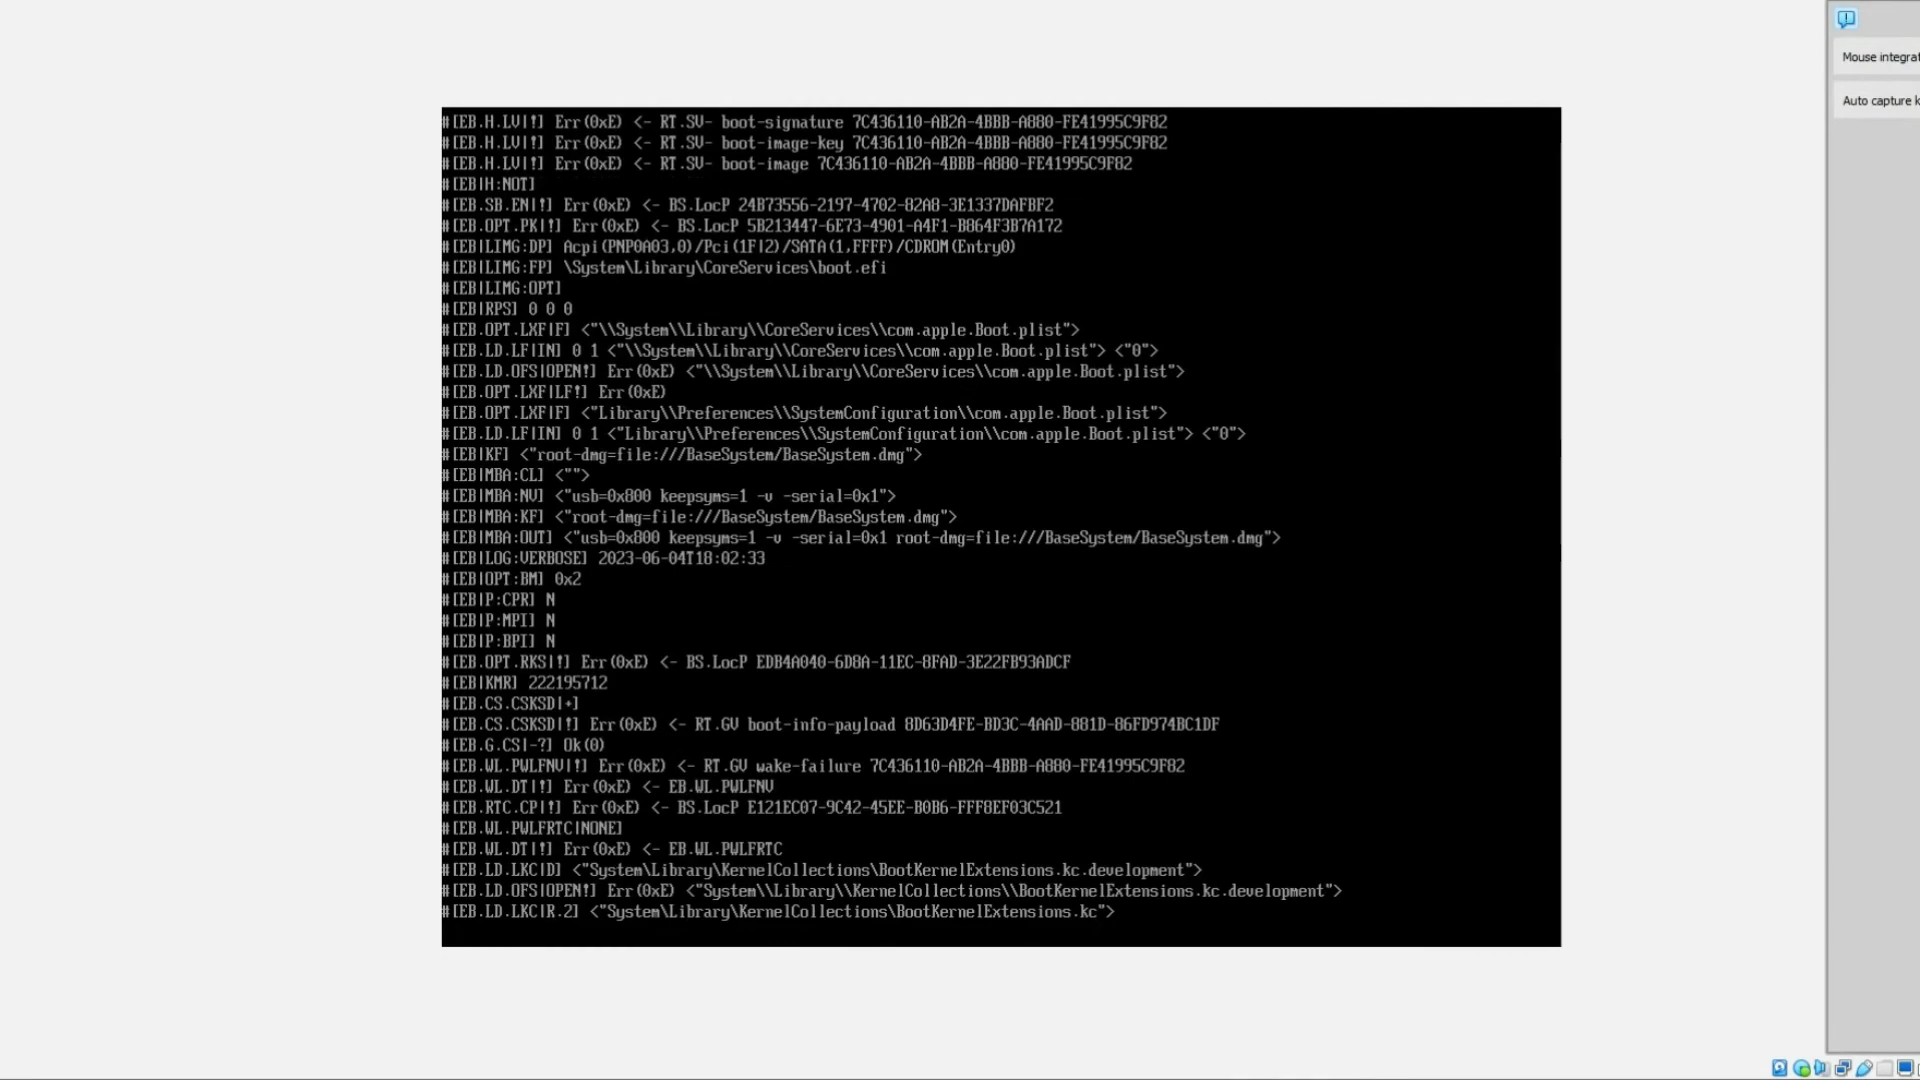 #[EB.H.LV|!] Err(0xE) <- RT.SV- boot-signature 7C436110-AB2A-4BBB-A880-FE41995C9F82
#[EB.H.LV|!] Err(0xE) <- RT.SV- boot-image-key 7C436110-AB2A-4BBB-A880-FE41995C9F82
#[EB.H.LV|!] Err(0xE) <- RT.SV- boot-image 7C436110-AB2A-4BBB-A880-FE41995C9F82
#[EB|H:NOT]
#[EB.SB.EN|!] Err(0xE) <- BS.LocP 24B73556-2197-4702-82A8-3E1337DAFBF2
#[EB.OPT.PK|!] Err(0xE) <- BS.LocP 5B213447-6E73-4901-A4F1-B864F3B7A172
#[EB|LIMG:DP] Acpi(PNP0A03,0)/Pci(1F|2)/SATA(1,FFFF)/CDROM(Entry0)
#[EB|LIMG:FP] \System\Library\CoreServices\boot.efi
#[EB|LIMG:OPT]
#[EB|RPS] 0 0 0
#[EB.OPT.LXF|F] <"\\System\\Library\\CoreServices\\com.apple.Boot.plist">
#[EB.LD.LF|IN] 0 1 <"\\System\\Library\\CoreServices\\com.apple.Boot.plist"> <"0">
#[EB.LD.OFS|OPEN!] Err(0xE) <"\\System\\Library\\CoreServices\\com.apple.Boot.plist">
#[EB.OPT.LXF|LF!] Err(0xE)
#[EB.OPT.LXF|F] <"Library\\Preferences\\SystemConfiguration\\com.apple.Boot.plist">
#[EB.LD.LF|IN] 0 1 <"Library\\Preferences\\SystemConfiguration\\com.apple.Boot.plist"> <"0">
#[EB|KF] <"root-dmg=file:///BaseSystem/BaseSystem.dmg">
#[EB|MBA:CL] <"">
#[EB|MBA:NV] <"usb=0x800 keepsyms=1 -v -serial=0x1">
#[EB|MBA:KF] <"root-dmg=file:///BaseSystem/BaseSystem.dmg">
#[EB|MBA:OUT] <"usb=0x800 keepsyms=1 -v -serial=0x1 root-dmg=file:///BaseSystem/BaseSystem.dmg">
#[EB|LOG:VERBOSE] 2023-06-04T18:02:33
#[EB|OPT:BM] 0x2
#[EB|P:CPR] N
#[EB|P:MPI] N
#[EB|P:BPI] N
#[EB.OPT.RKS|!] Err(0xE) <- BS.LocP EDB4A040-6D8A-11EC-8FAD-3E22FB93ADCF
#[EB|KMR] 222195712
#[EB.CS.CSKSD|+]
#[EB.CS.CSKSD|!] Err(0xE) <- RT.GV boot-info-payload 8D63D4FE-BD3C-4AAD-881D-86FD974BC1DF
#[EB.G.CS|-?] Ok(0)
#[EB.WL.PWLFNV|!] Err(0xE) <- RT.GV wake-failure 7C436110-AB2A-4BBB-A880-FE41995C9F82
#[EB.WL.DT|!] Err(0xE) <- EB.WL.PWLFNV
#[EB.RTC.CP|!] Err(0xE) <- BS.LocP E121EC07-9C42-45EE-B0B6-FFF8EF03C521
#[EB.WL.PWLFRTC|NONE]
#[EB.WL.DT|!] Err(0xE) <- EB.WL.PWLFRTC
#[EB.LD.LKC|D] <"System\Library\KernelCollections\BootKernelExtensions.kc.development">
#[EB.LD.OFS|OPEN!] Err(0xE) <"System\\Library\\KernelCollections\\BootKernelExtensions.kc.development">
#[EB.LD.LKC|R.2] <"System\Library\KernelCollections\BootKernelExtensions.kc">
Mouse integrat
Auto capture k